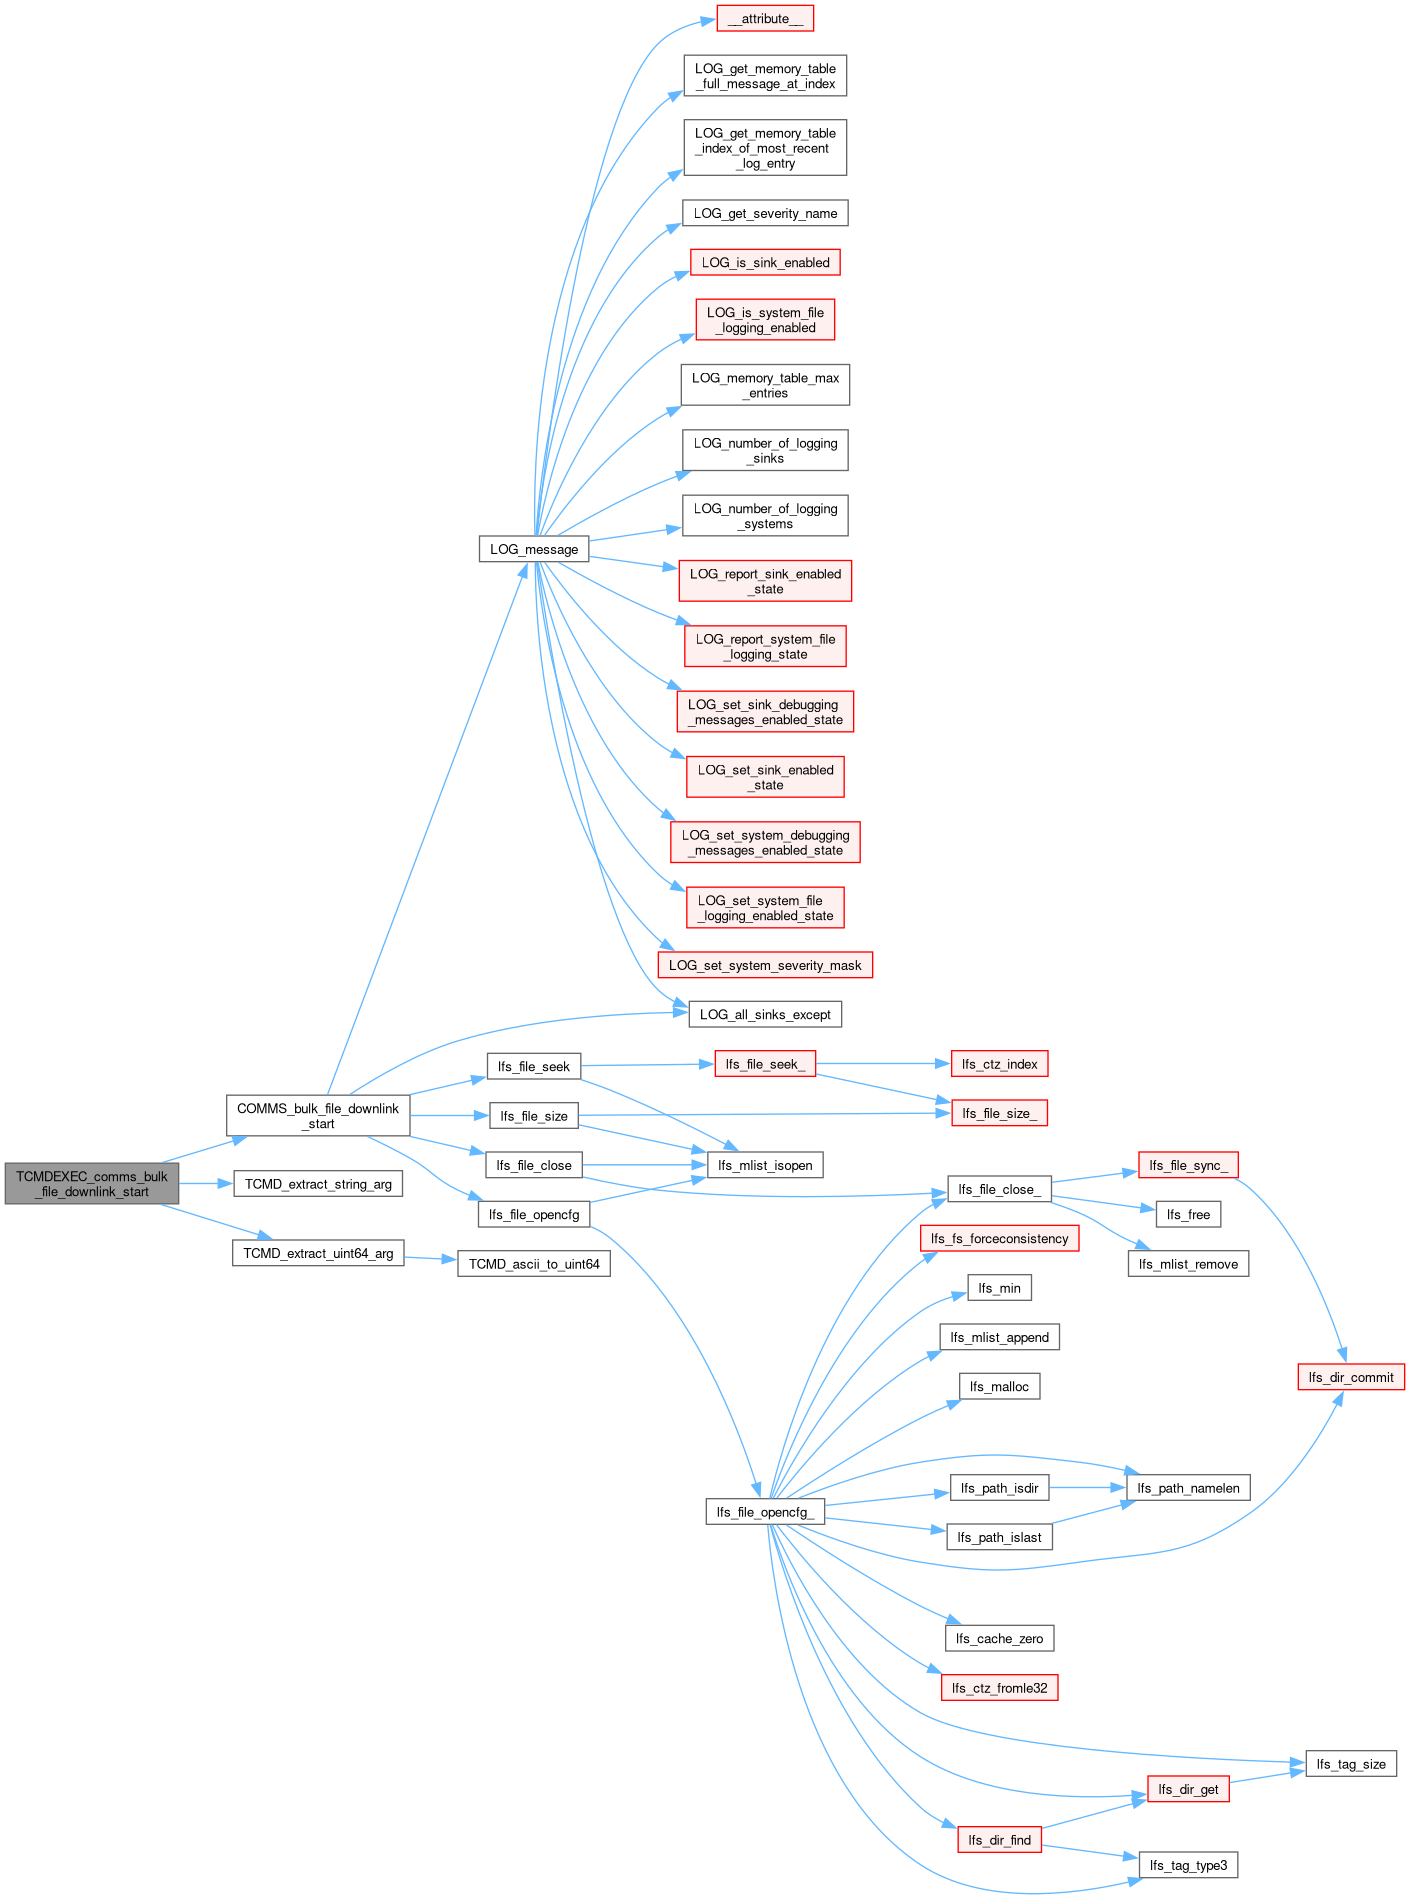 __attribute__
LOG_get_memory_table
_full_message_at_index
LOG_get_memory_table
_index_of_most_recent
_log_entry
LOG_get_severity_name
LOG_is_sink_enabled
LOG_is_system_file
_logging_enabled
LOG_memory_table_max
_entries
LOG_number_of_logging
_sinks
LOG_number_of_logging
_systems
LOG_message
LOG_report_sink_enabled
_state
LOG_report_system_file
_logging_state
LOG_set_sink_debugging
_messages_enabled_state
LOG_set_sink_enabled
_state
LOG_set_system_debugging
_messages_enabled_state
LOG_set_system_file
_logging_enabled_state
LOG_set_system_severity_mask
LOG_all_sinks_except
lfs_file_seek
lfs_file_seek_
lfs_ctz_index
COMMS_bulk_file_downlink
_start
lfs_file_size
lfs_file_size_
lfs_file_close
lfs_mlist_isopen
lfs_file_sync_
TCMDEXEC_comms_bulk
_file_downlink_start
TCMD_extract_string_arg
lfs_file_close_
lfs_file_opencfg
lfs_free
TCMD_extract_uint64_arg
lfs_fs_forceconsistency
TCMD_ascii_to_uint64
lfs_mlist_remove
lfs_min
lfs_mlist_append
lfs_dir_commit
lfs_malloc
lfs_path_isdir
lfs_path_namelen
lfs_file_opencfg_
lfs_path_islast
lfs_cache_zero
lfs_ctz_fromle32
lfs_tag_size
lfs_dir_get
lfs_dir_find
lfs_tag_type3